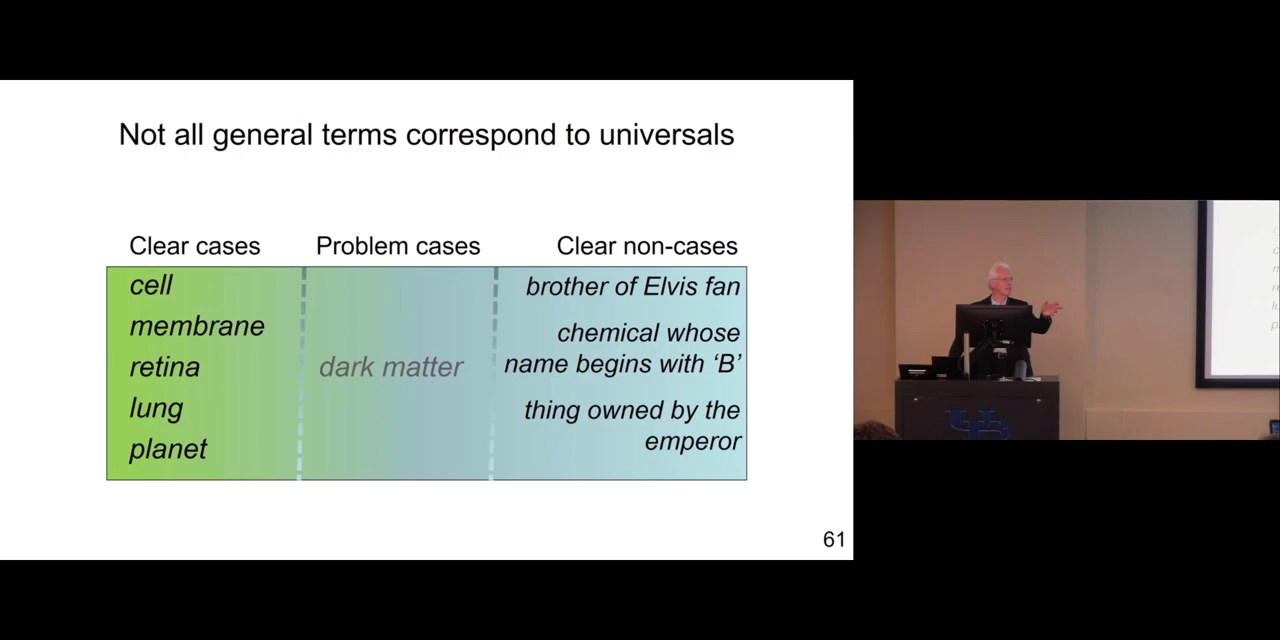 Not all general terms correspond to universals
Clear cases
Problem cases
Clear non-cases
cell
membrane
retina
lung
planet
dark matter
brother of Elvis fan
chemical whose
name begins with ‘B’
thing owned by the
emperor
61
UB